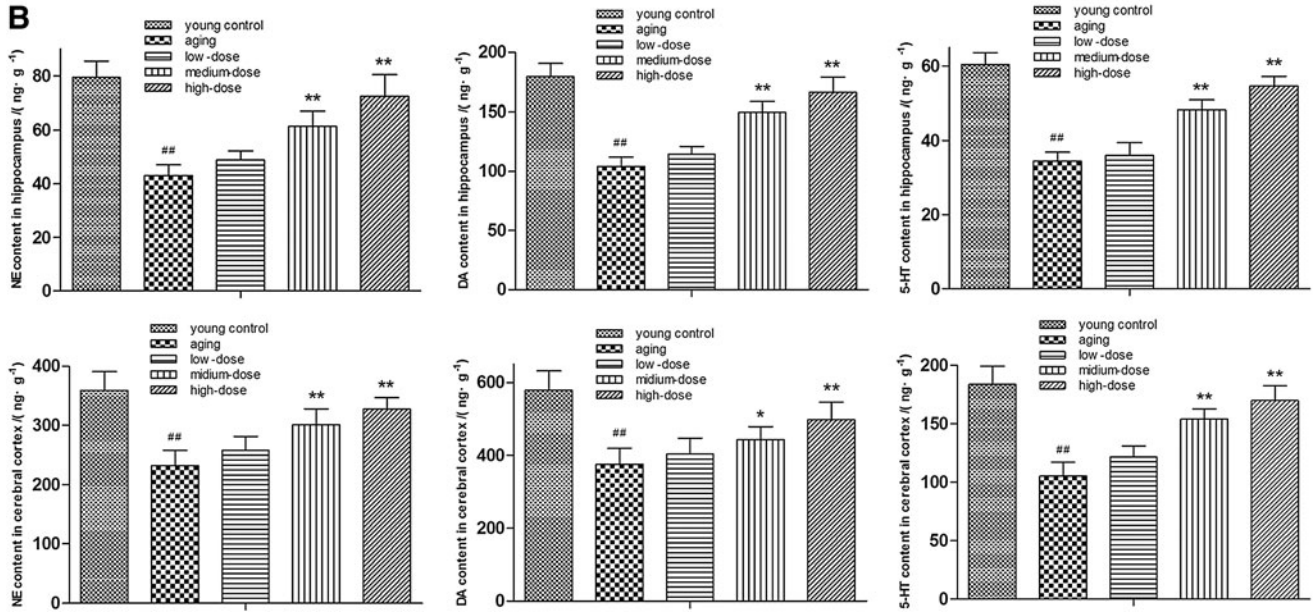 B
young control
aging
low-dose
medium-dose
high-dose
NE content in hippocampus /( ng· g⁻¹)
80
60
40
20
0
##
**
**
young control
aging
low-dose
medium-dose
high-dose
DA content in hippocampus /( ng· g⁻¹)
200
150
100
50
0
##
**
**
young control
aging
low-dose
medium-dose
high-dose
5-HT content in hippocampus /( ng· g⁻¹)
60
40
20
0
##
**
**
young control
aging
low-dose
midium-dose
high-dose
NE content in cerebral cortex /( ng· g⁻¹)
400
300
200
100
0
##
**
**
young control
aging
low-dose
midium-dose
high-dose
DA content in cerebral cortex /( ng· g⁻¹)
600
400
200
0
##
*
**
young control
aging
low-dose
midium-dose
high-dose
5-HT content in cerebral cortex /( ng· g⁻¹)
200
150
100
50
0
##
**
**